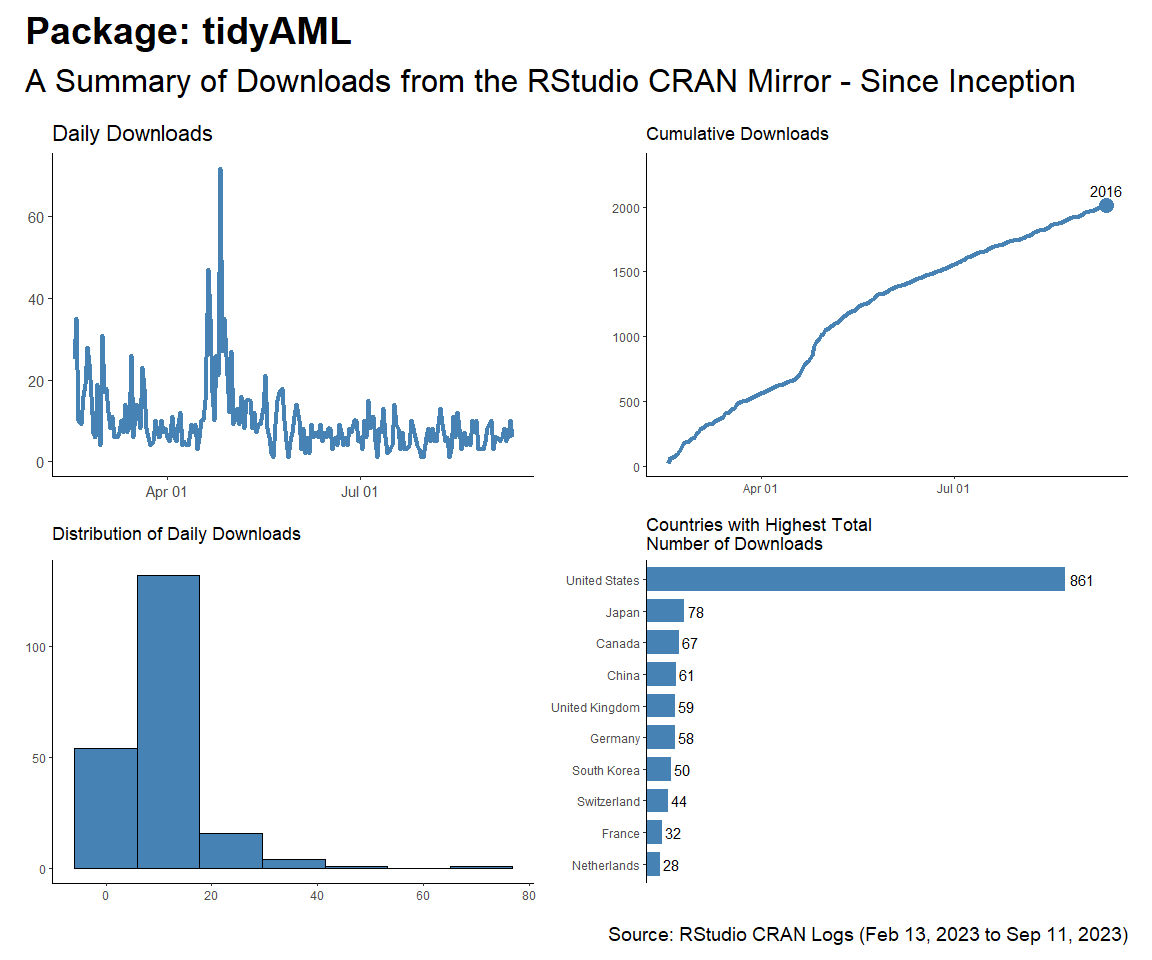 Package: tidyAML
A Summary of Downloads from the RStudio CRAN Mirror - Since Inception
Daily Downloads
60
40
20
0
Apr 01 Jul 01
Cumulative Downloads
2016
2000
1500
1000
500
0
Apr 01 Jul 01
Distribution of Daily Downloads
100
50
0
0 20 40 60 80
Countries with Highest Total
Number of Downloads
United States 861
Japan 78
Canada 67
China 61
United Kingdom 59
Germany 58
South Korea 50
Switzerland 44
France 32
Netherlands 28
Source: RStudio CRAN Logs (Feb 13, 2023 to Sep 11, 2023)